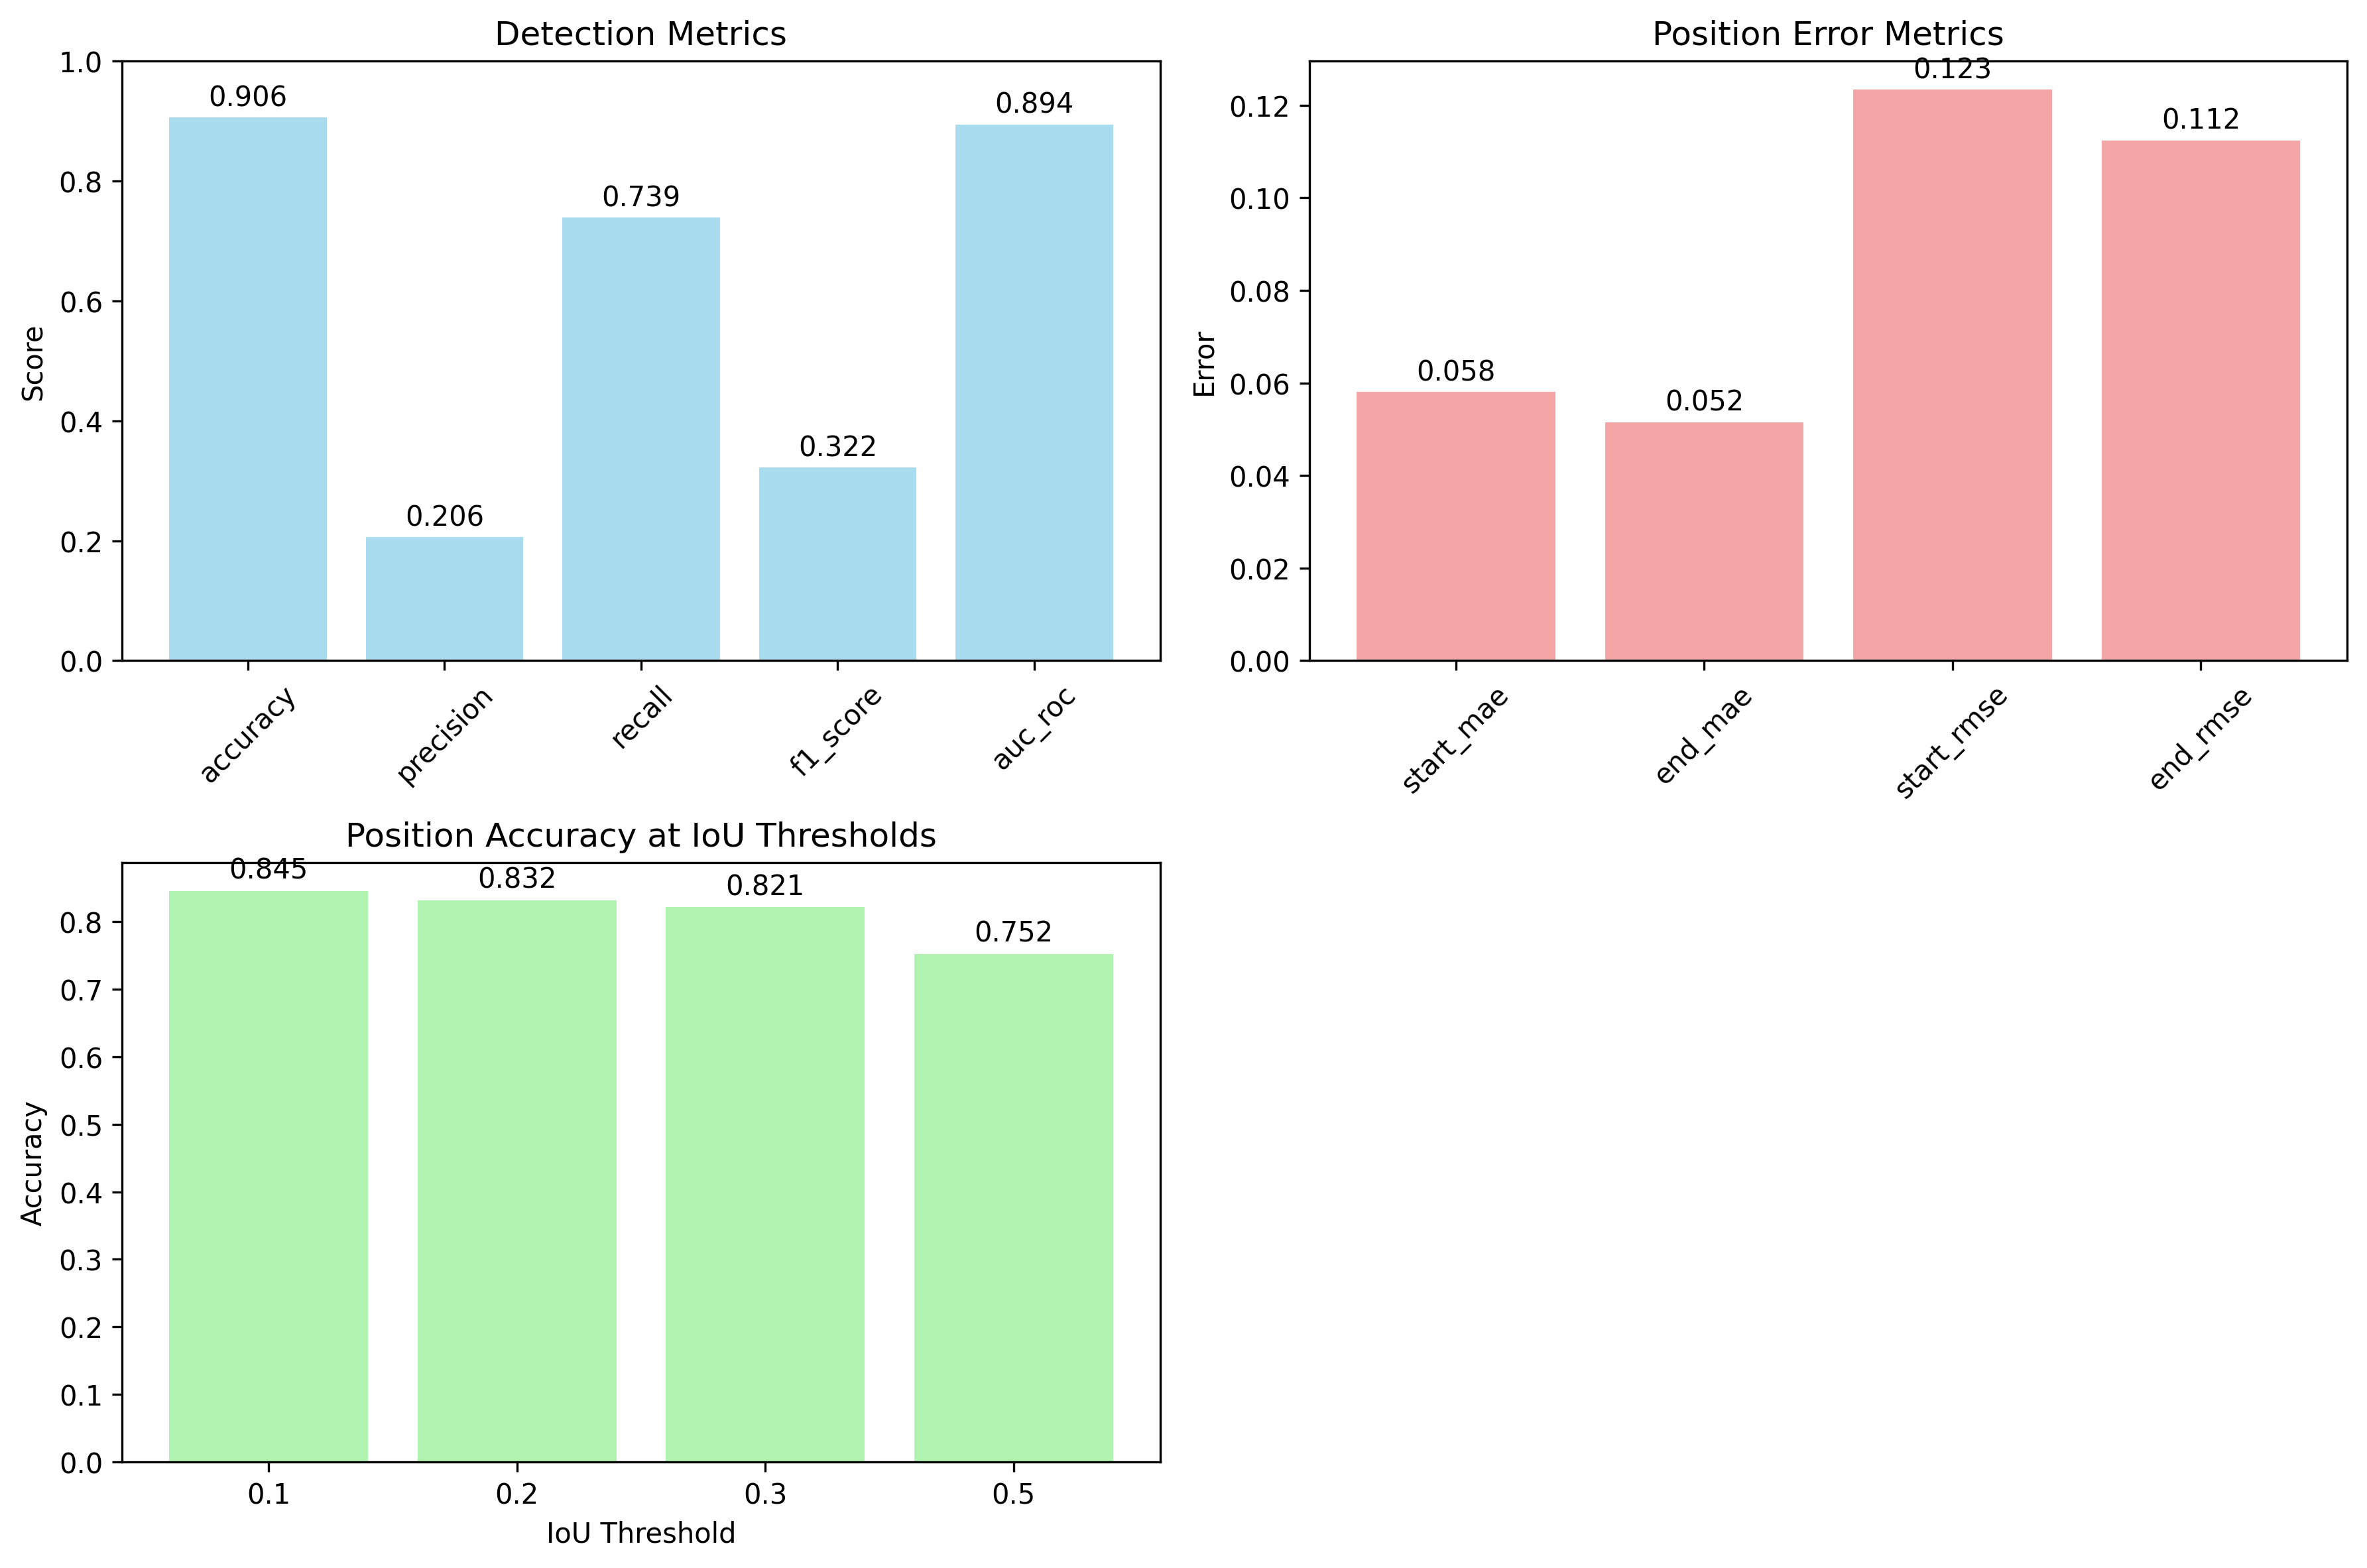 Detection Metrics
1.0
0.8
0.6
0.4
0.2
0.0
Score
0.906
0.206
0.739
0.322
0.894
accuracy
precision
recall
f1_score
auc_roc
Position Error Metrics
0.12
0.10
0.08
0.06
0.04
0.02
0.00
Error
0.058
0.052
0.123
0.112
start_mae
end_mae
start_rmse
end_rmse
Position Accuracy at IoU Thresholds
0.8
0.7
0.6
0.5
0.4
0.3
0.2
0.1
0.0
Accuracy
0.845
0.832
0.821
0.752
0.1
0.2
0.3
0.5
IoU Threshold